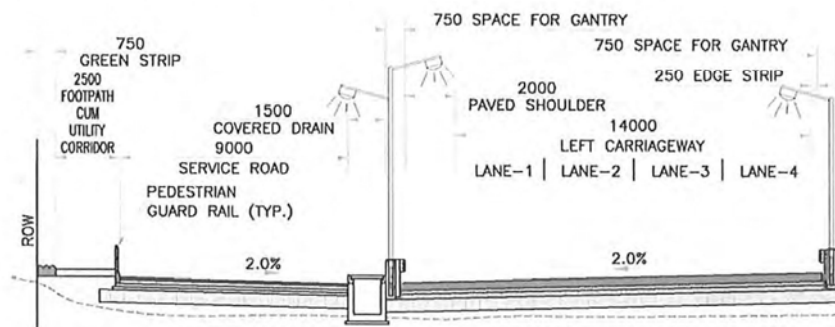 750 SPACE FOR GANTRY
750
GREEN STRIP
750 SPACE FOR GANTRY
2500
FOOTPATH
CUM
UTILITY
CORRIDOR
250 EDGE STRIP
2000
PAVED SHOULDER
1500
COVERED DRAIN
14000
LEFT CARRIAGEWAY
9000
SERVICE ROAD
LANE-1 | LANE-2 | LANE-3 | LANE-4
PEDESTRIAN
GUARD RAIL (TYP.)
ROW
2.0%
2.0%